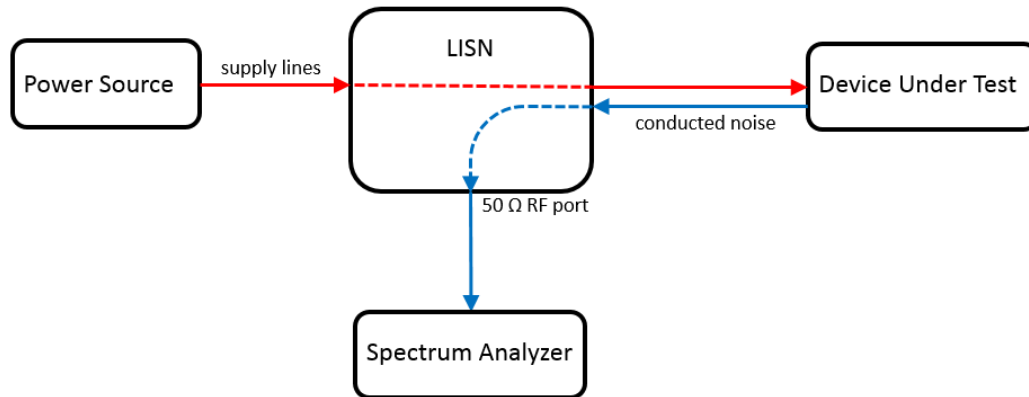 LISN
Power Source
supply lines
Device Under Test
conducted noise
50 Ω RF port
Spectrum Analyzer